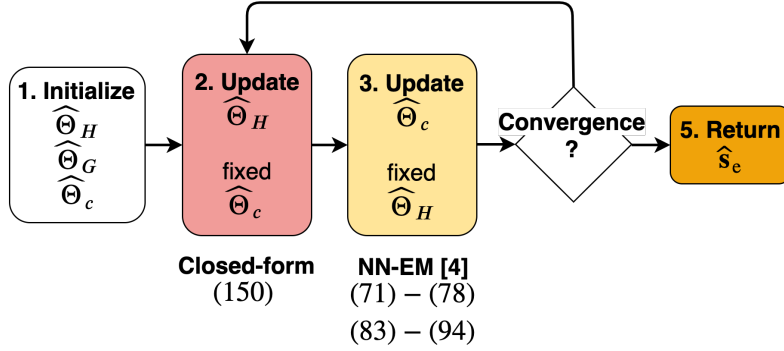 1. Initialize
Θ̂_H
Θ̂_G
Θ̂_c
2. Update
Θ̂_H
fixed
Θ̂_c
Closed-form
(150)
3. Update
Θ̂_c
fixed
Θ̂_H
NN-EM [4]
(71) − (78)
(83) − (94)
Convergence
?
5. Return
ŝ_e